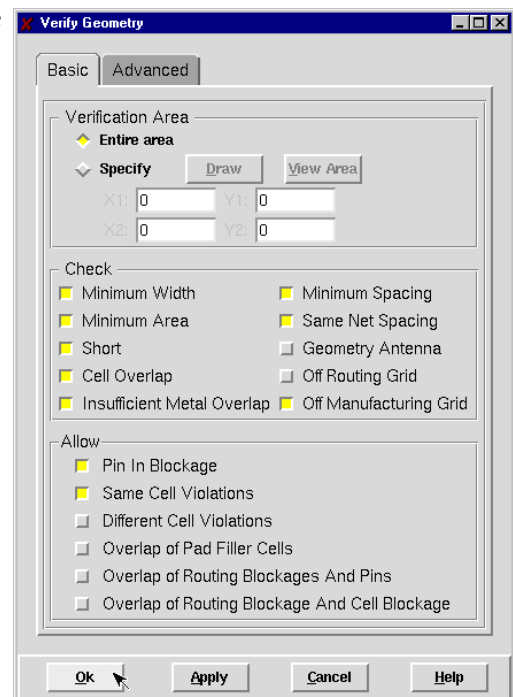 Verify Geometry
Basic Advanced
Verification Area
Entire area
Specify Draw View Area
X1: 0 Y1: 0
X2: 0 Y2: 0
Check
Minimum Width Minimum Spacing
Minimum Area Same Net Spacing
Short Geometry Antenna
Cell Overlap Off Routing Grid
Insufficient Metal Overlap Off Manufacturing Grid
Allow
Pin In Blockage
Same Cell Violations
Different Cell Violations
Overlap of Pad Filler Cells
Overlap of Routing Blockages And Pins
Overlap of Routing Blockage And Cell Blockage
Ok Apply Cancel Help